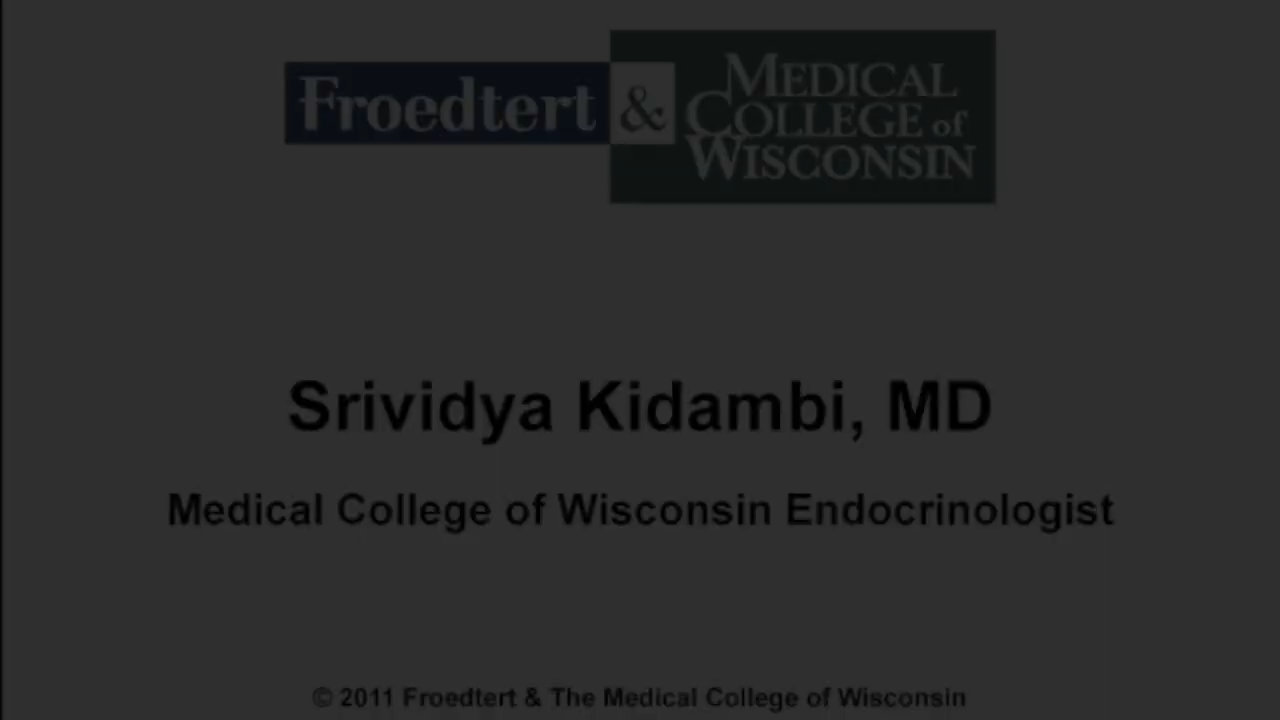 Froedtert & MEDICAL COLLEGE of WISCONSIN
Srividya Kidambi, MD
Medical College of Wisconsin Endocrinologist
© 2011 Froedtert & The Medical College of Wisconsin